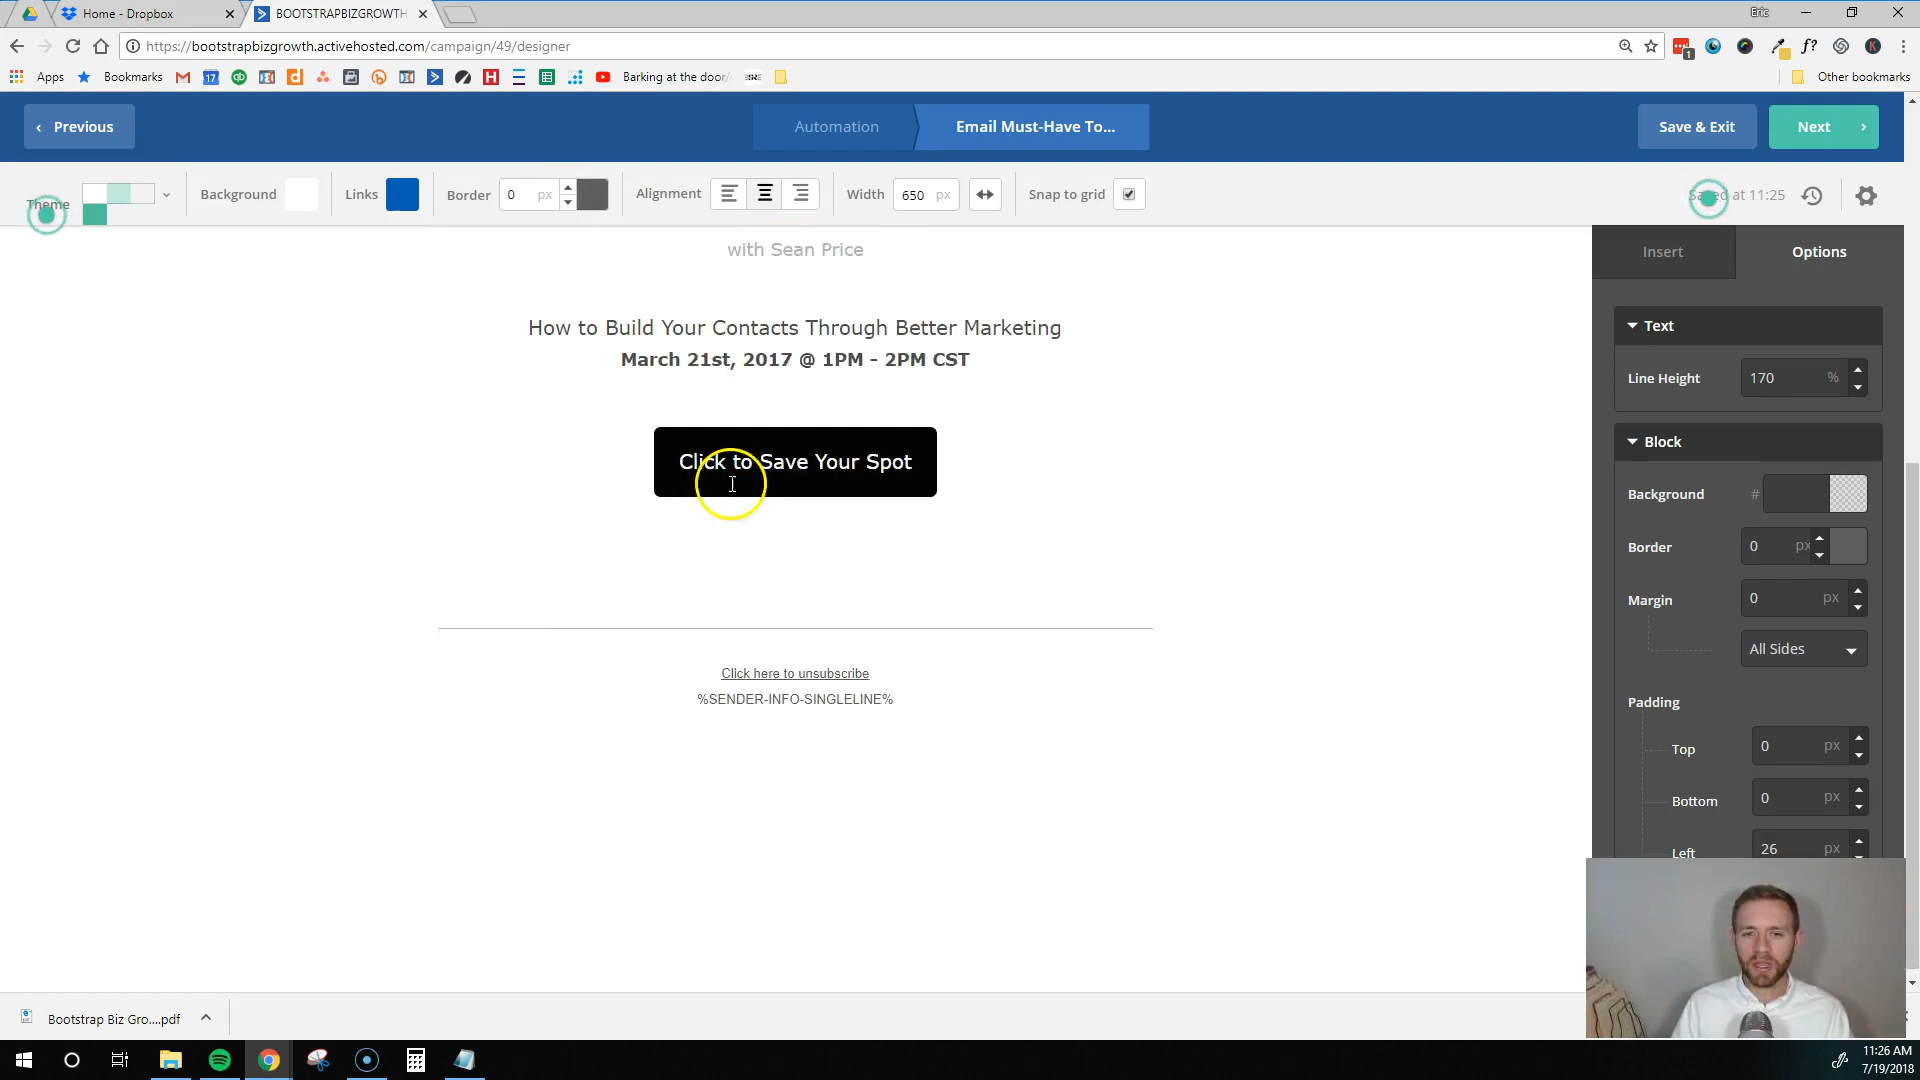 Home - Dropbox
BOOTSTRAPBIZGROWTH
Eric
https://bootstrapbizgrowth.activehosted.com/campaign/49/designer
f?
K
1
Apps
Bookmarks
17
Barking at the door/
Other bookmarks
Previous
Automation
Email Must-Have To...
Save & Exit
Next
Theme
Background
Links
Border
0 px
Alignment
Width
650 px
Snap to grid
Saved at 11:25
with Sean Price
How to Build Your Contacts Through Better Marketing
March 21st, 2017 @ 1PM - 2PM CST
Click to Save Your Spot
Click here to unsubscribe
%SENDER-INFO-SINGLELINE%
Insert
Options
Text
Line Height
170 %
Block
Background
#
Border
0 px
Margin
0 px
All Sides
Padding
Top
0 px
Bottom
0 px
Left
26 px
Bootstrap Biz Gro....pdf
11:26 AM
7/19/2018